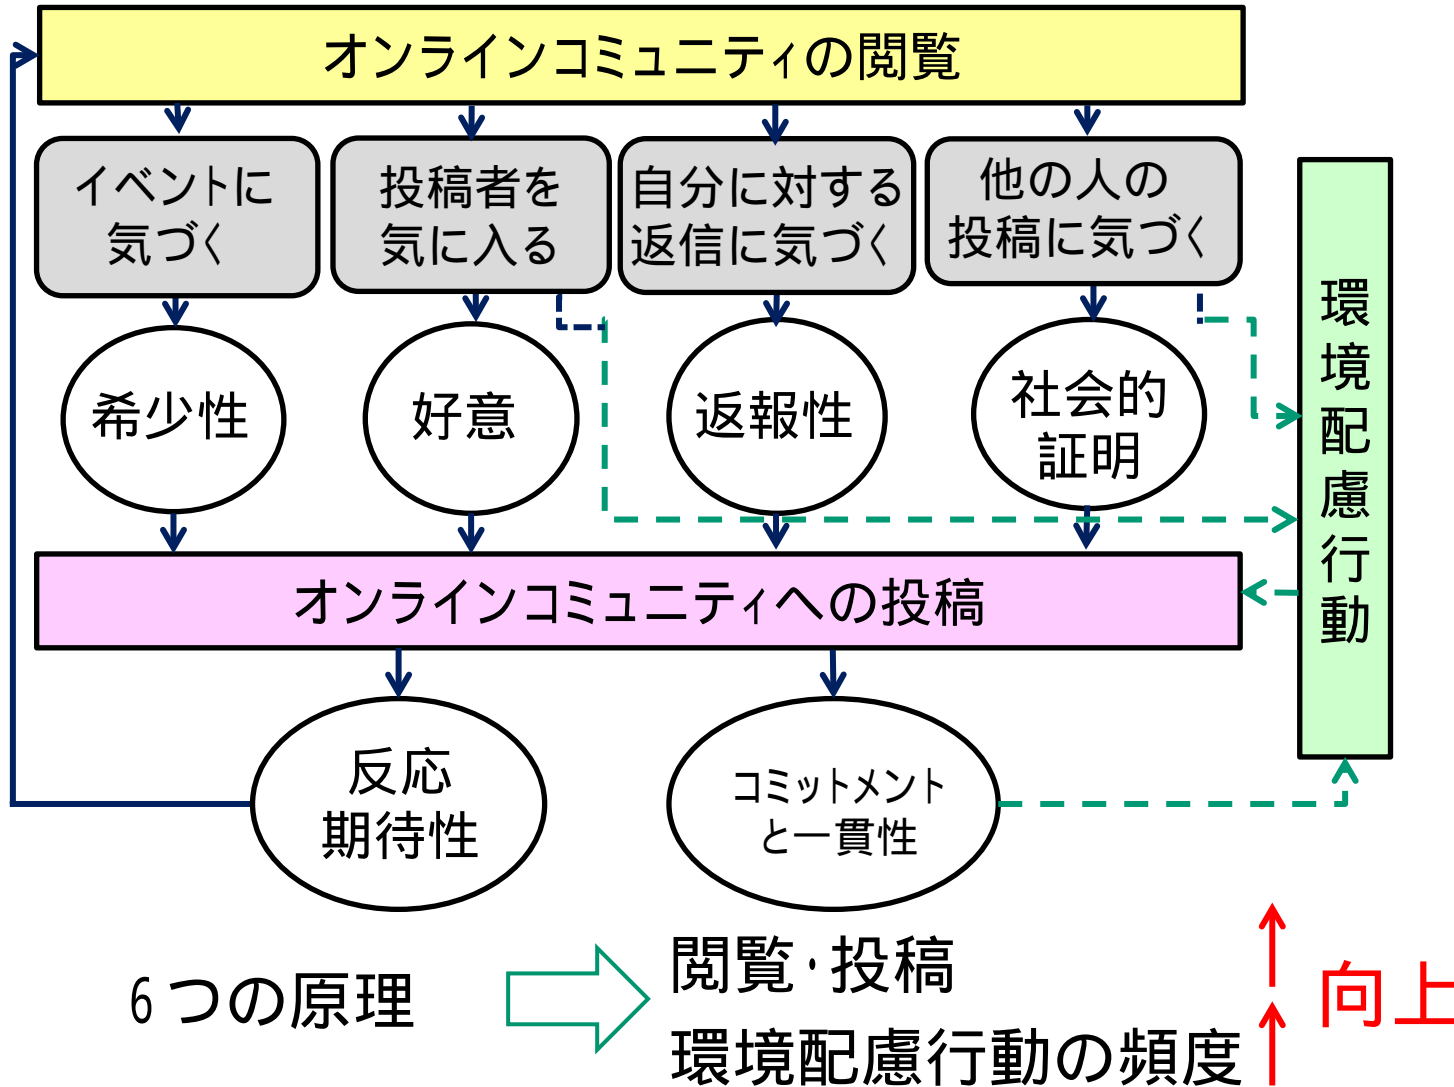 オンラインコミュニティの閲覧
イベントに
気づく
投稿者を
気に入る
自分に対する
返信に気づく
他の人の
投稿に気づく
希少性
好意
返報性
社会的
証明
環境配慮行動
オンラインコミュニティへの投稿
反応
期待性
コミットメント
と一貫性
6つの原理
閲覧・投稿
環境配慮行動の頻度
向上